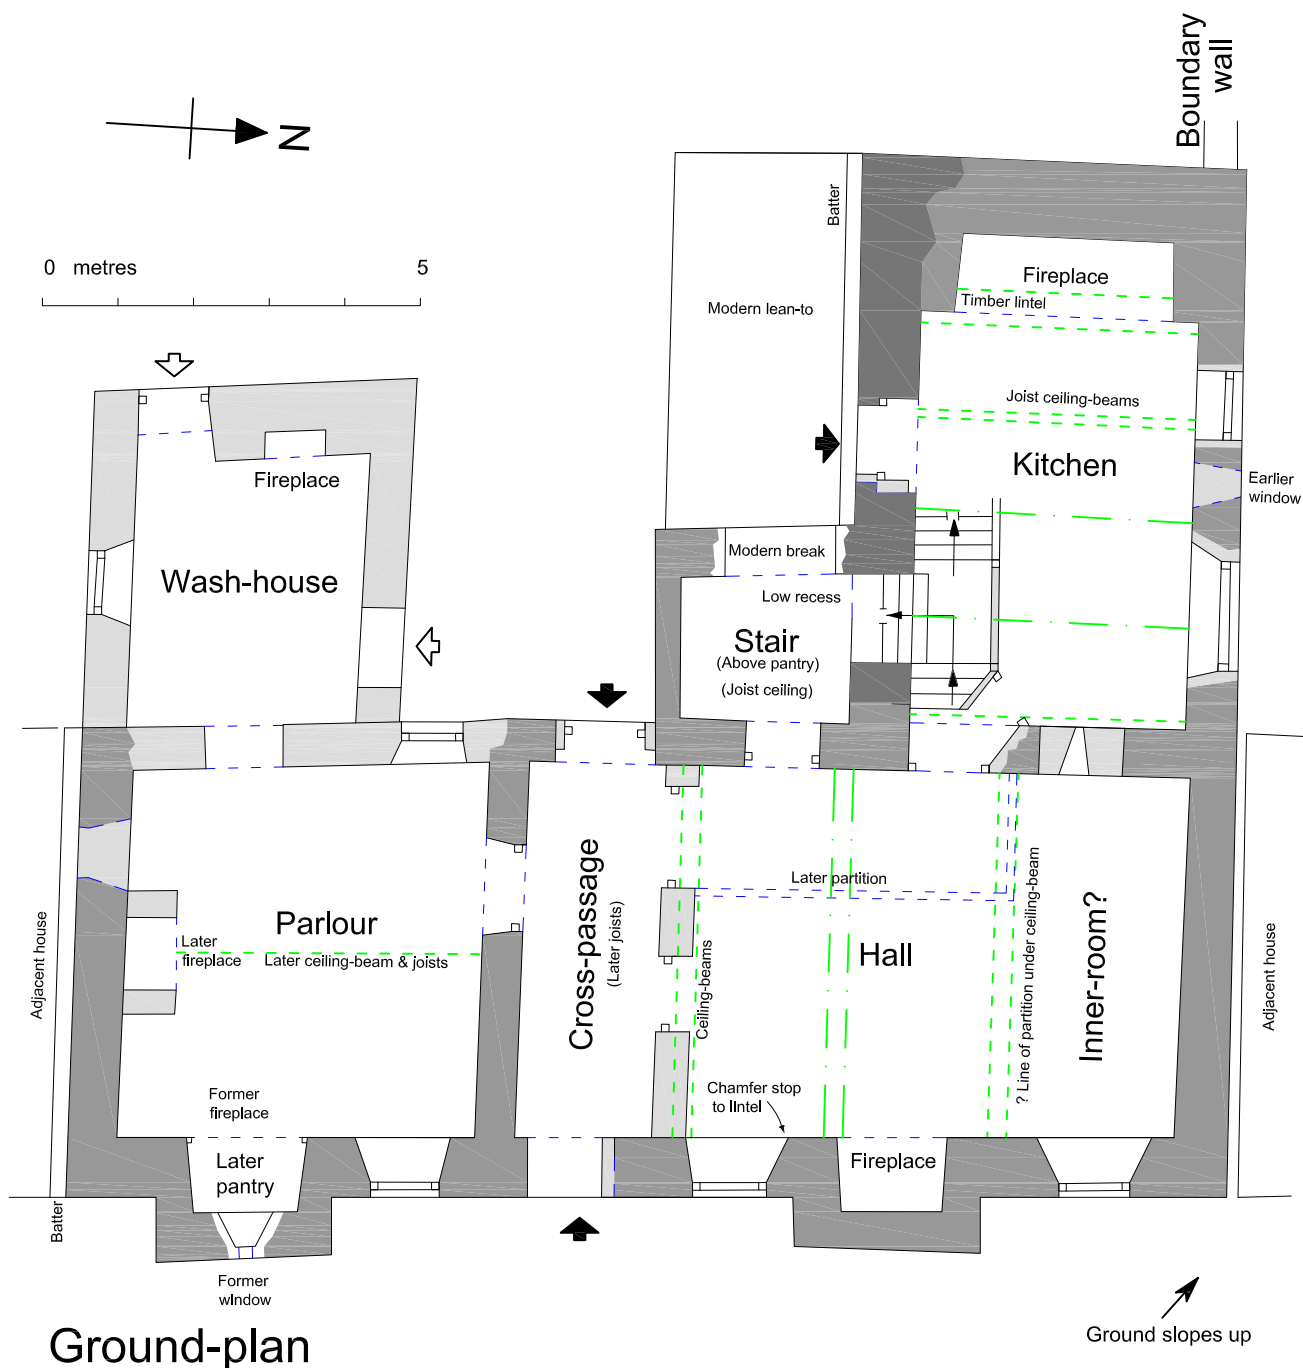 Boundary
wall
N
0 metres 5
Batter
Fireplace
Timber lintel
Modern lean-to
Joist ceiling-beams
Kitchen
Earlier
window
Fireplace
Wash-house
Modern break
Low recess
Stair
(Above pantry)
(Joist ceiling)
Adjacent house
Parlour
Later
fireplace
Later ceiling-beam & joists
Cross-passage
(Later joists)
Later partition
Ceiling-beams
Hall
? Line of partition under ceiling-beam
Inner-room?
Adjacent house
Former
fireplace
Later
pantry
Chamfer stop
to lintel
Fireplace
Batter
Former
window
Ground slopes up
Ground-plan